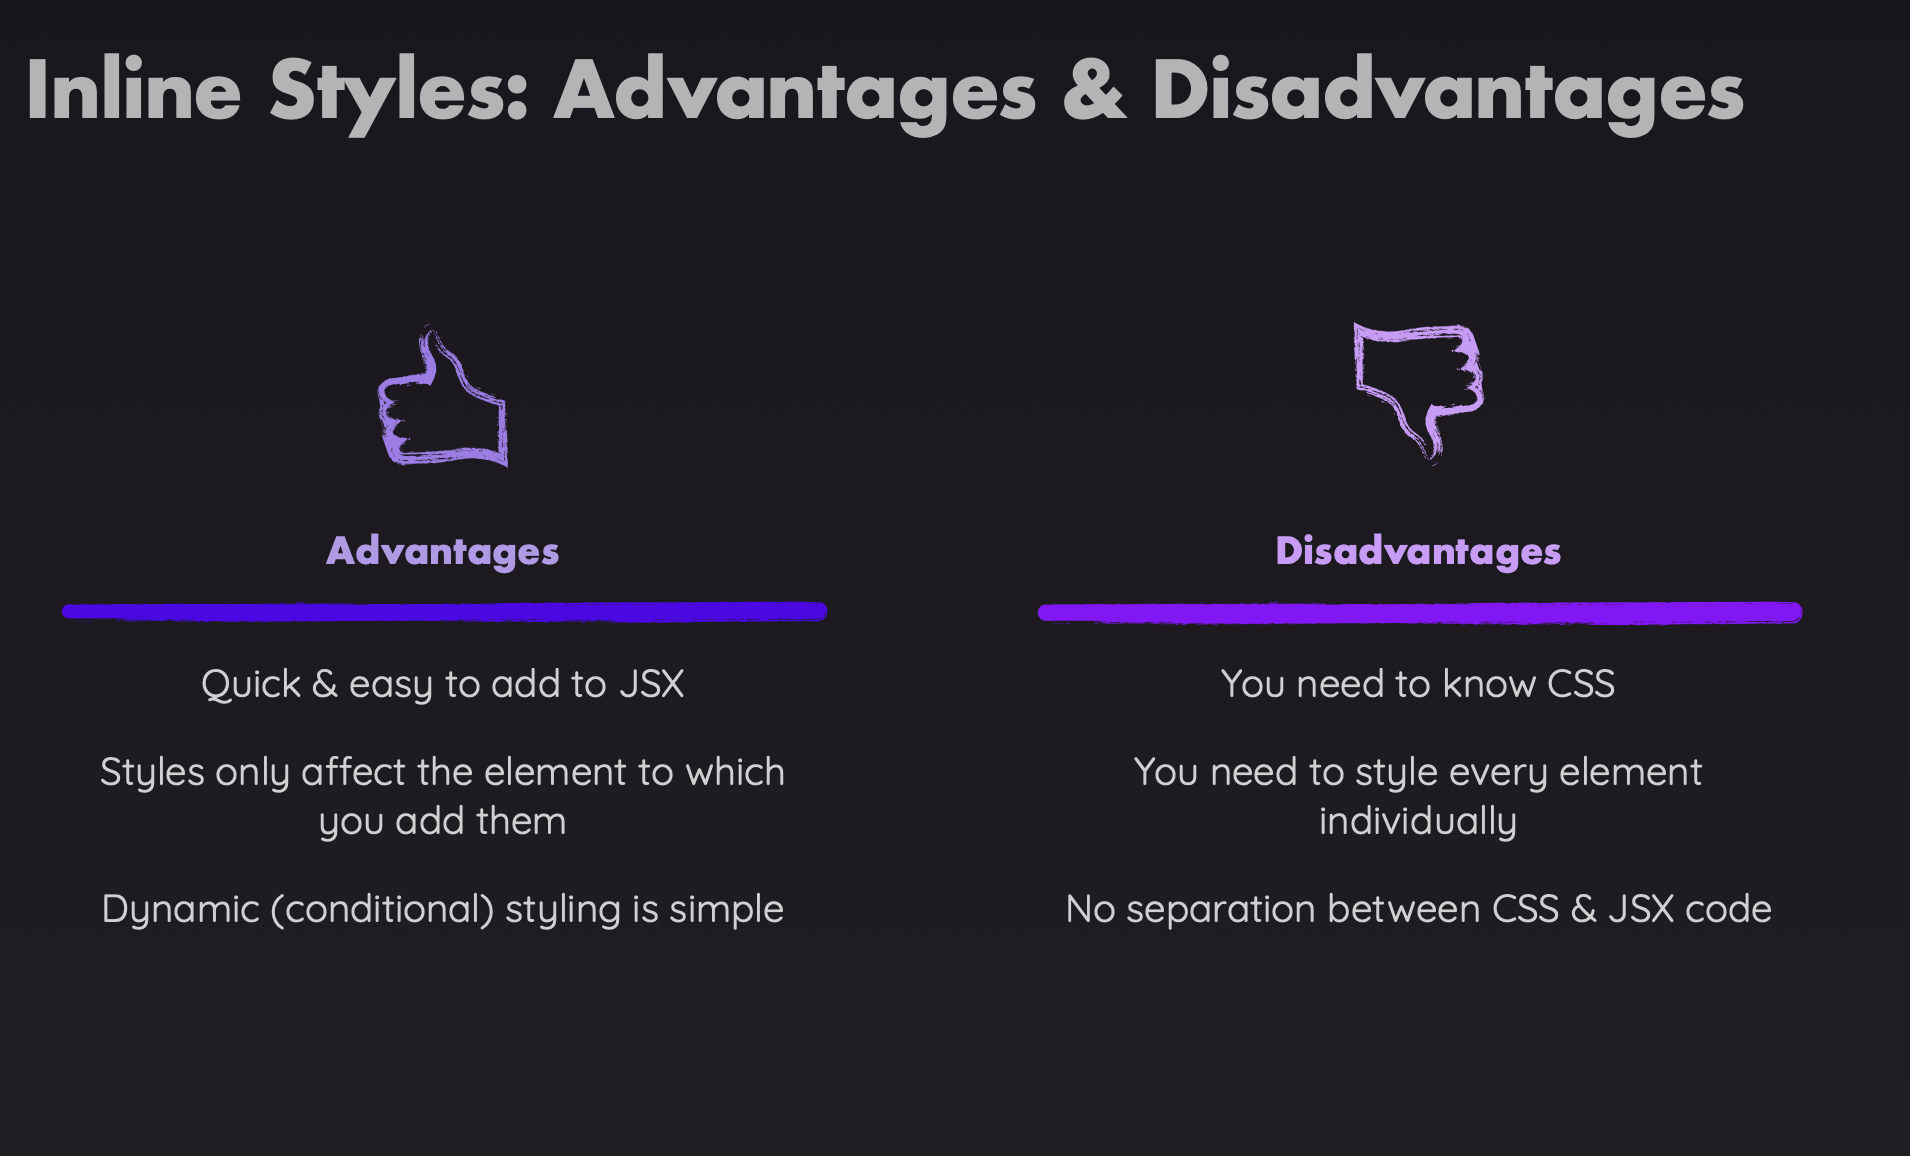 Inline Styles: Advantages & Disadvantages
Advantages
Quick & easy to add to JSX
Styles only affect the element to which
you add them
Dynamic (conditional) styling is simple
Disadvantages
You need to know CSS
You need to style every element
individually
No separation between CSS & JSX code